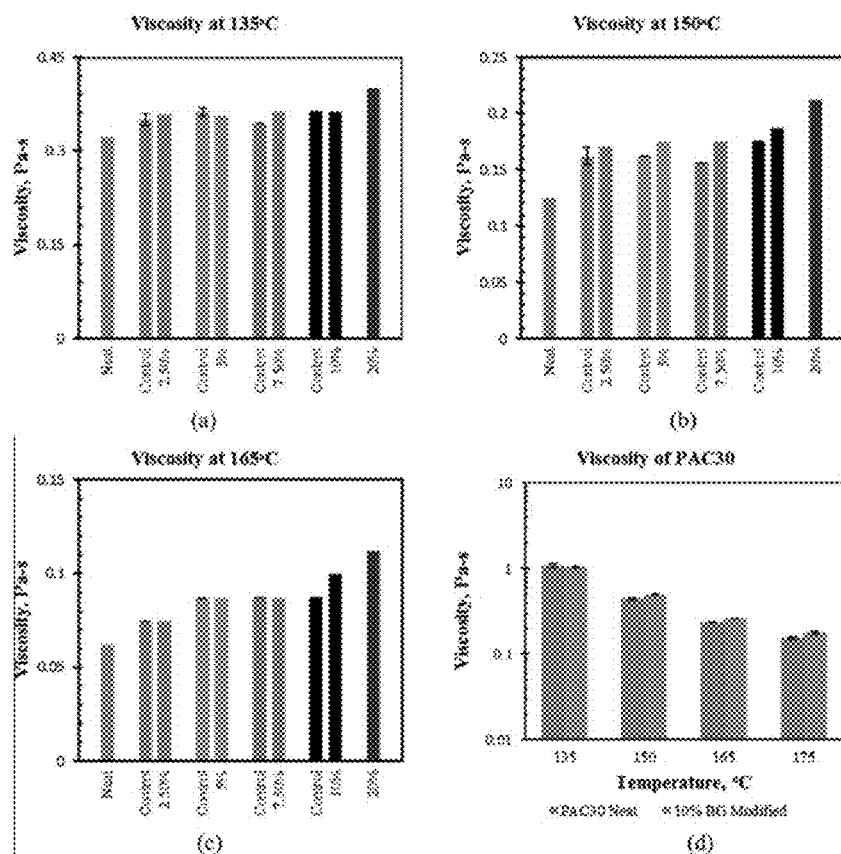 Viscosity at 135°C
Viscosity, Pa-s
0.45
0.3
0.15
0
Neat
Control
2.50%
Control
5%
Control
7.50%
Control
10%
20%
(a)
Viscosity at 150°C
Viscosity, Pa-s
0.25
0.2
0.15
0.1
0.05
0
Neat
Control
2.50%
Control
5%
Control
7.50%
Control
10%
20%
(b)
Viscosity at 165°C
Viscosity, Pa-s
0.15
0.1
0.05
0
Neat
Control
2.50%
Control
5%
Control
7.50%
Control
10%
20%
(c)
Viscosity of PAC30
Viscosity, Pa-s
10
1
0.1
0.01
135 150 165 175
Temperature, °C
PAC30 Neat 10% BG Modified
(d)